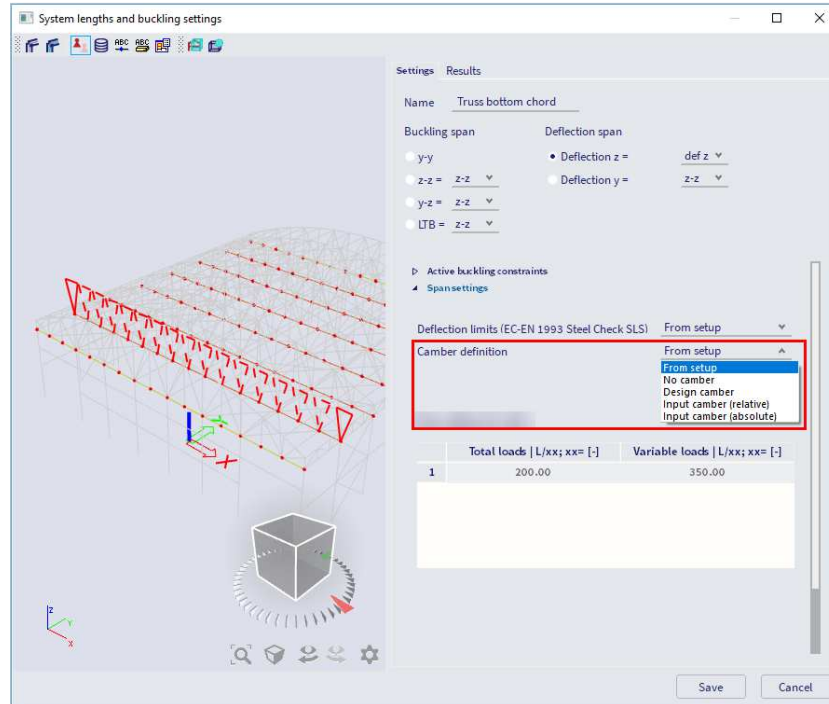 System lengths and buckling settings
ABC ABC
Settings Results
Name Truss bottom chord
Buckling span Deflection span
y-y Deflection z = def z
z-z = z-z Deflection y = z-z
y-z = z-z
LTB = z-z
Active buckling constraints
Span settings
Deflection limits (EC-EN 1993 Steel Check SLS) From setup
Camber definition From setup
From setup
No camber
Design camber
Input camber (relative)
Input camber (absolute)
Total loads | L/xx; xx= [-] Variable loads | L/xx; xx= [-]
1 200.00 350.00
X
z
Y
x
Save Cancel